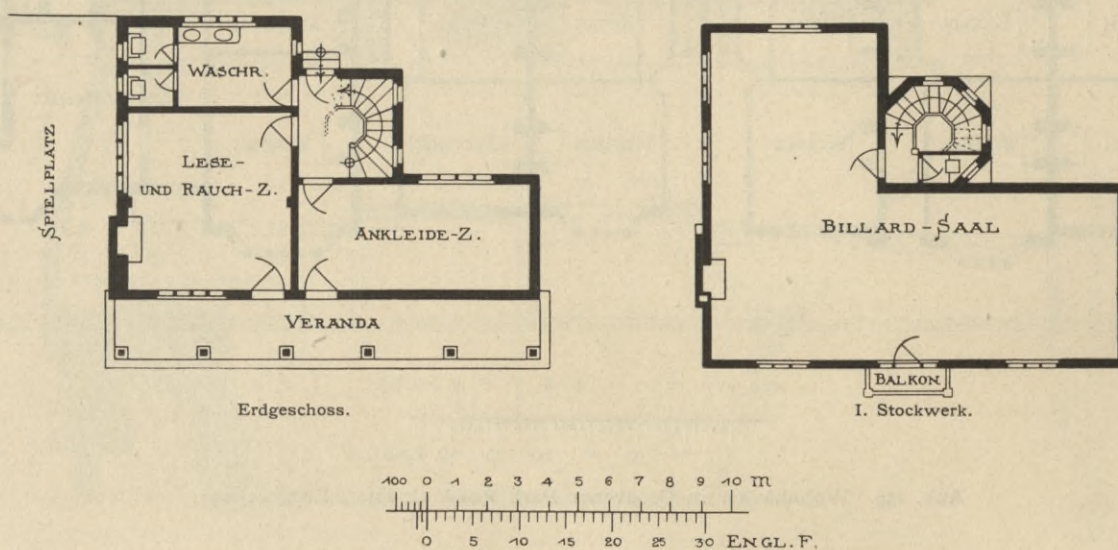 SPIELPLATZ
WASCHR.
LESE-
UND RAUCH-Z.
ANKLEIDE-Z.
VERANDA
Erdgeschoss.
BILLARD-SAAL
BALKON
I. Stockwerk.
100 0 1 2 3 4 5 6 7 8 9 10 m
0 5 10 15 20 25 30 ENGL. F.